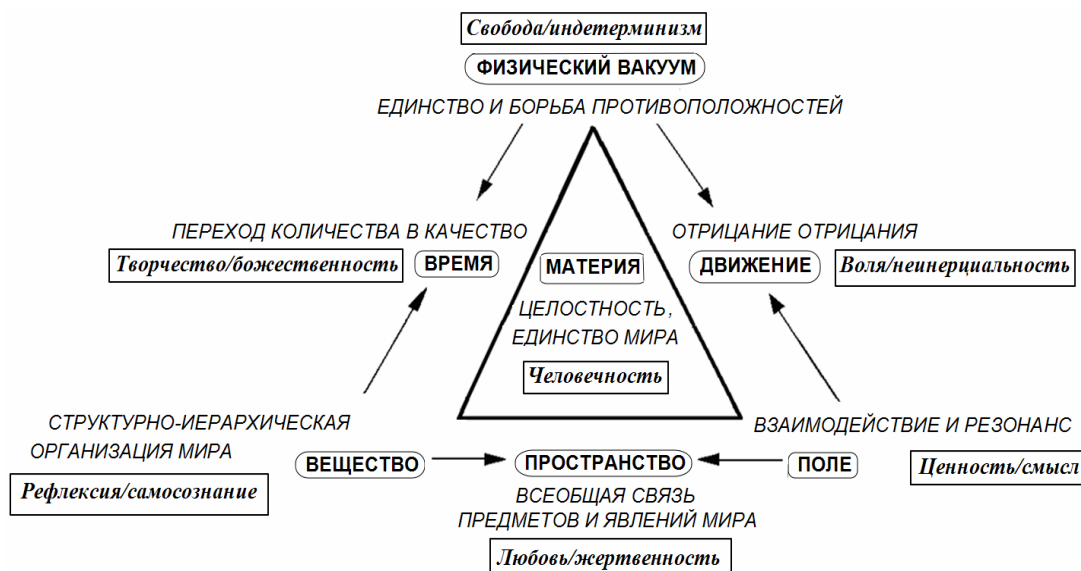 Свобода/индетерминизм
ФИЗИЧЕСКИЙ ВАКУУМ
ЕДИНСТВО И БОРЬБА ПРОТИВОПОЛОЖНОСТЕЙ
ПЕРЕХОД КОЛИЧЕСТВА В КАЧЕСТВО
Творчество/божественность
ВРЕМЯ
МАТЕРИЯ
ЦЕЛОСТНОСТЬ,
ЕДИНСТВО МИРА
Человечность
ОТРИЦАНИЕ ОТРИЦАНИЯ
ДВИЖЕНИЕ
Воля/неинерциальность
СТРУКТУРНО-ИЕРАРХИЧЕСКАЯ
ОРГАНИЗАЦИЯ МИРА
Рефлексия/самосознание
ВЕЩЕСТВО
ПРОСТРАНСТВО
ВСЕОБЩАЯ СВЯЗЬ
ПРЕДМЕТОВ И ЯВЛЕНИЙ МИРА
Любовь/жертвенность
ВЗАИМОДЕЙСТВИЕ И РЕЗОНАНС
ПОЛЕ
Ценность/смысл